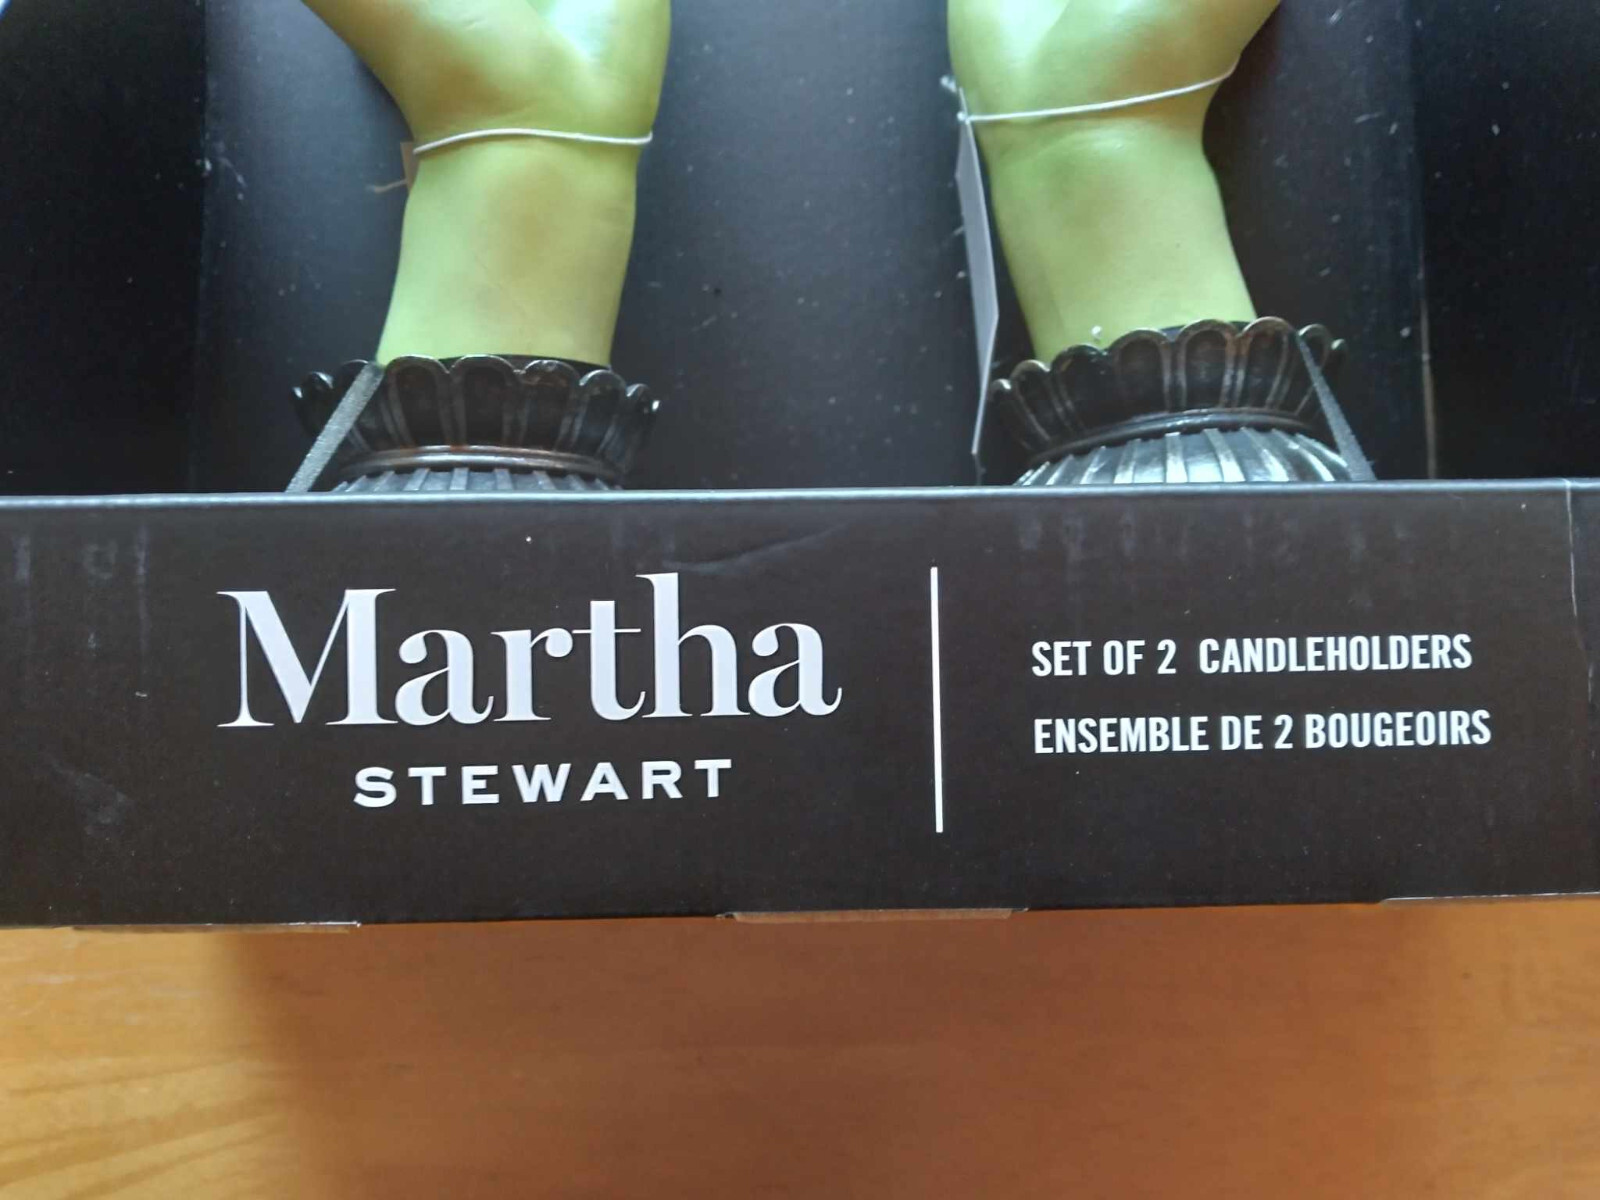 Martha
STEWART
SET OF 2 CANDLEHOLDERS
ENSEMBLE DE 2 BOUGEOIRS